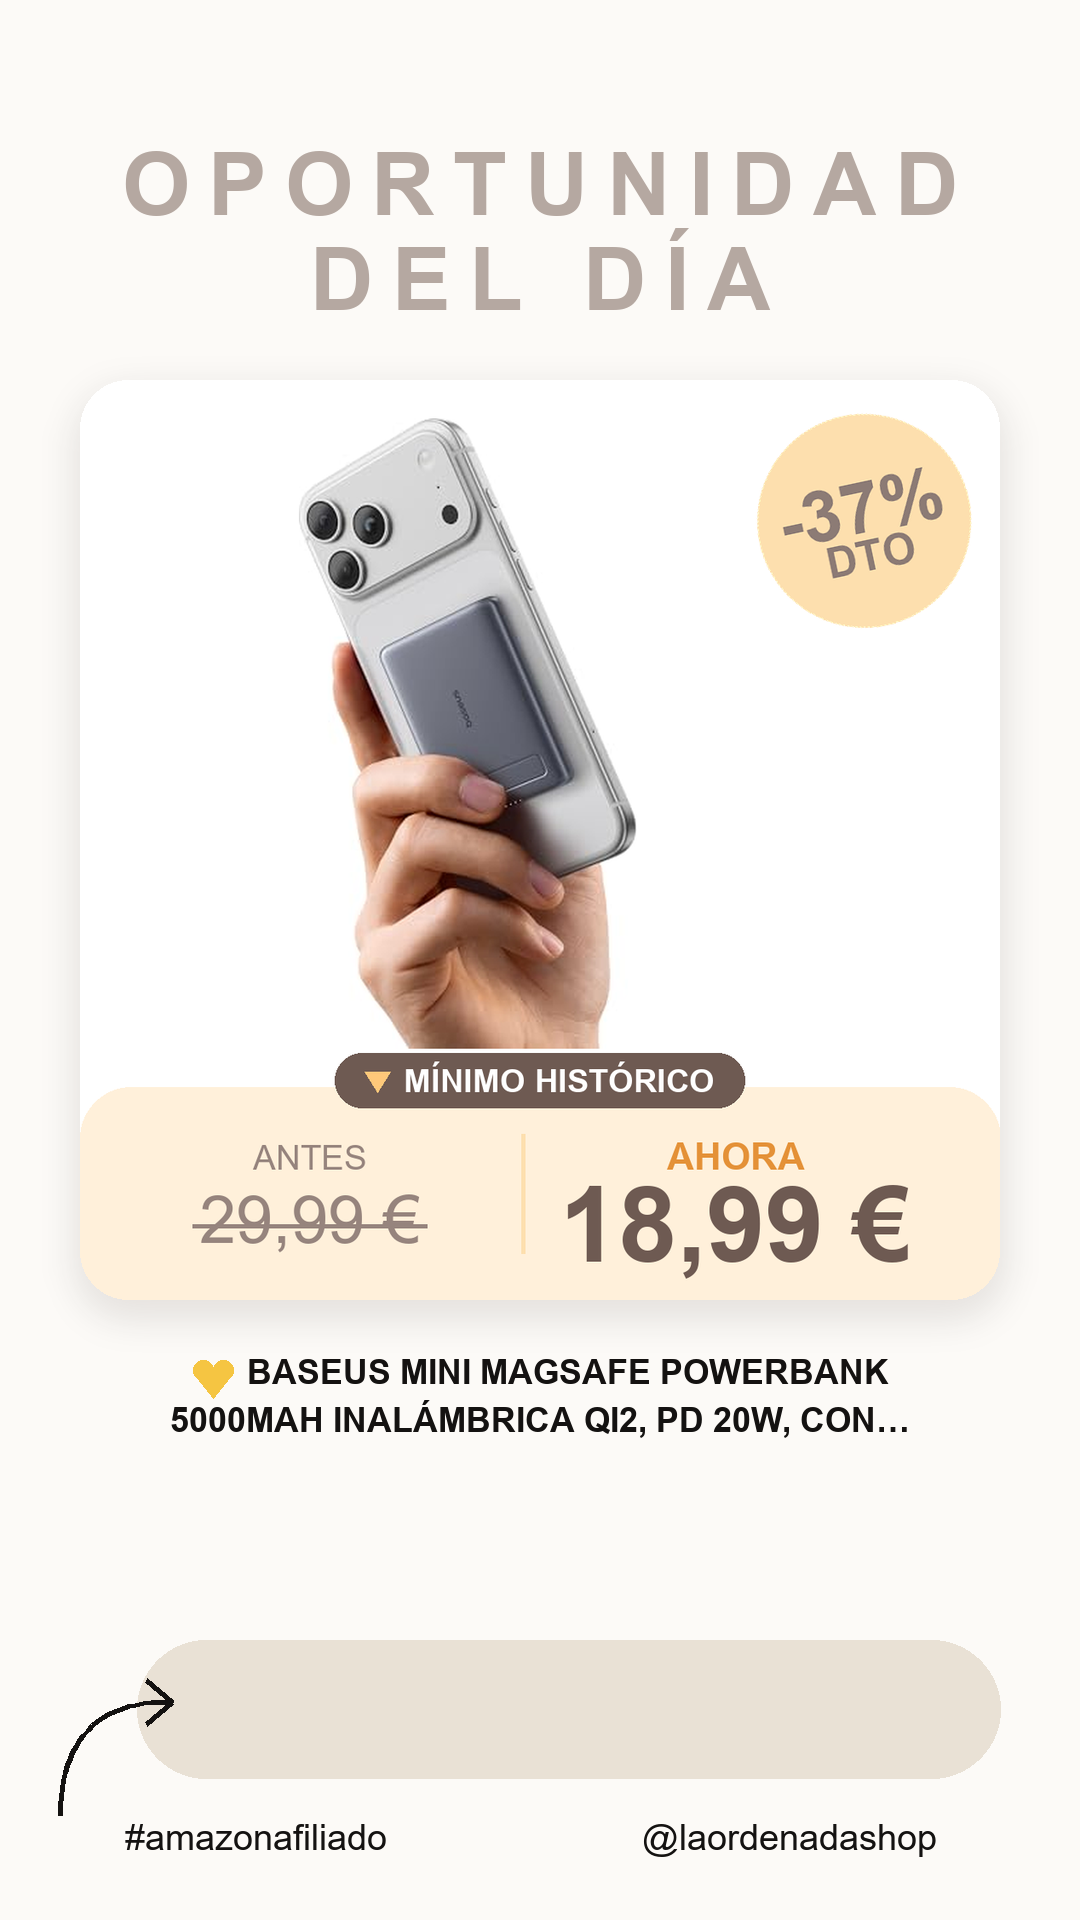 OPORTUNIDAD
DEL DÍA
-37%
DTO
baseus
MÍNIMO HISTÓRICO
ANTES
29,99 €
AHORA
18,99 €
BASEUS MINI MAGSAFE POWERBANK
5000MAH INALÁMBRICA QI2, PD 20W, CON...
#amazonafiliado
@laordenadashop